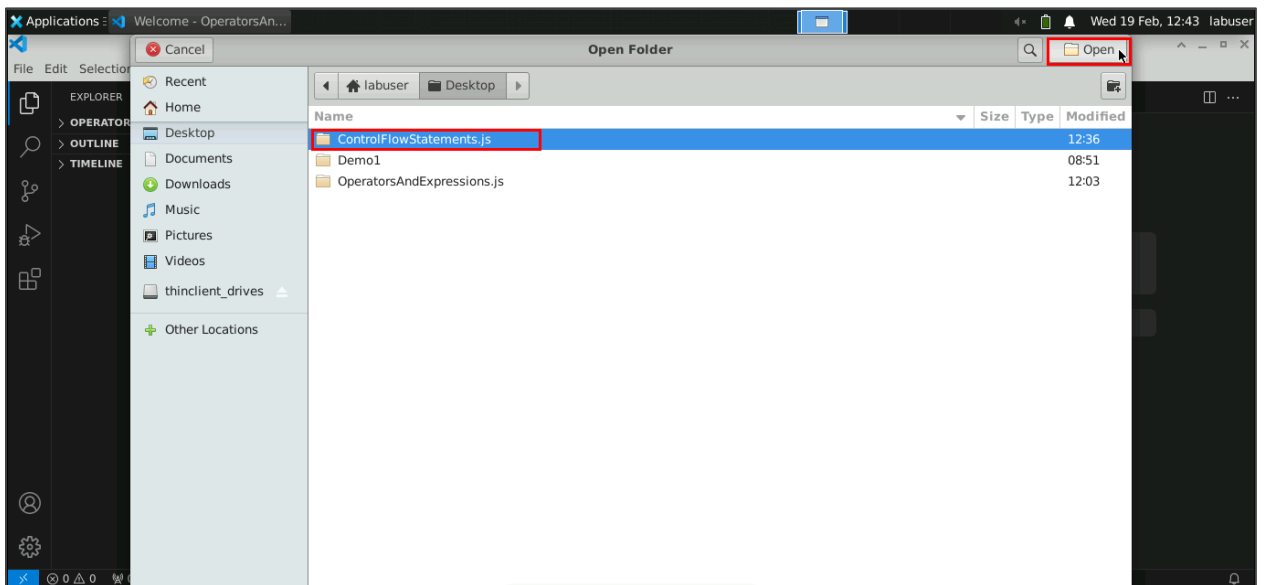 Applications Welcome - OperatorsAn... Wed 19 Feb, 12:43 labuser
Cancel Open Folder Open
File Edit Selection
Recent
labuser Desktop
EXPLORER
Home
Name Size Type Modified
OPERATOR
Desktop
ControlFlowStatements.js 12:36
OUTLINE
Documents
Demo1 08:51
TIMELINE
Downloads
OperatorsAndExpressions.js 12:03
Music
Pictures
Videos
thinclient_drives
Other Locations
0 0